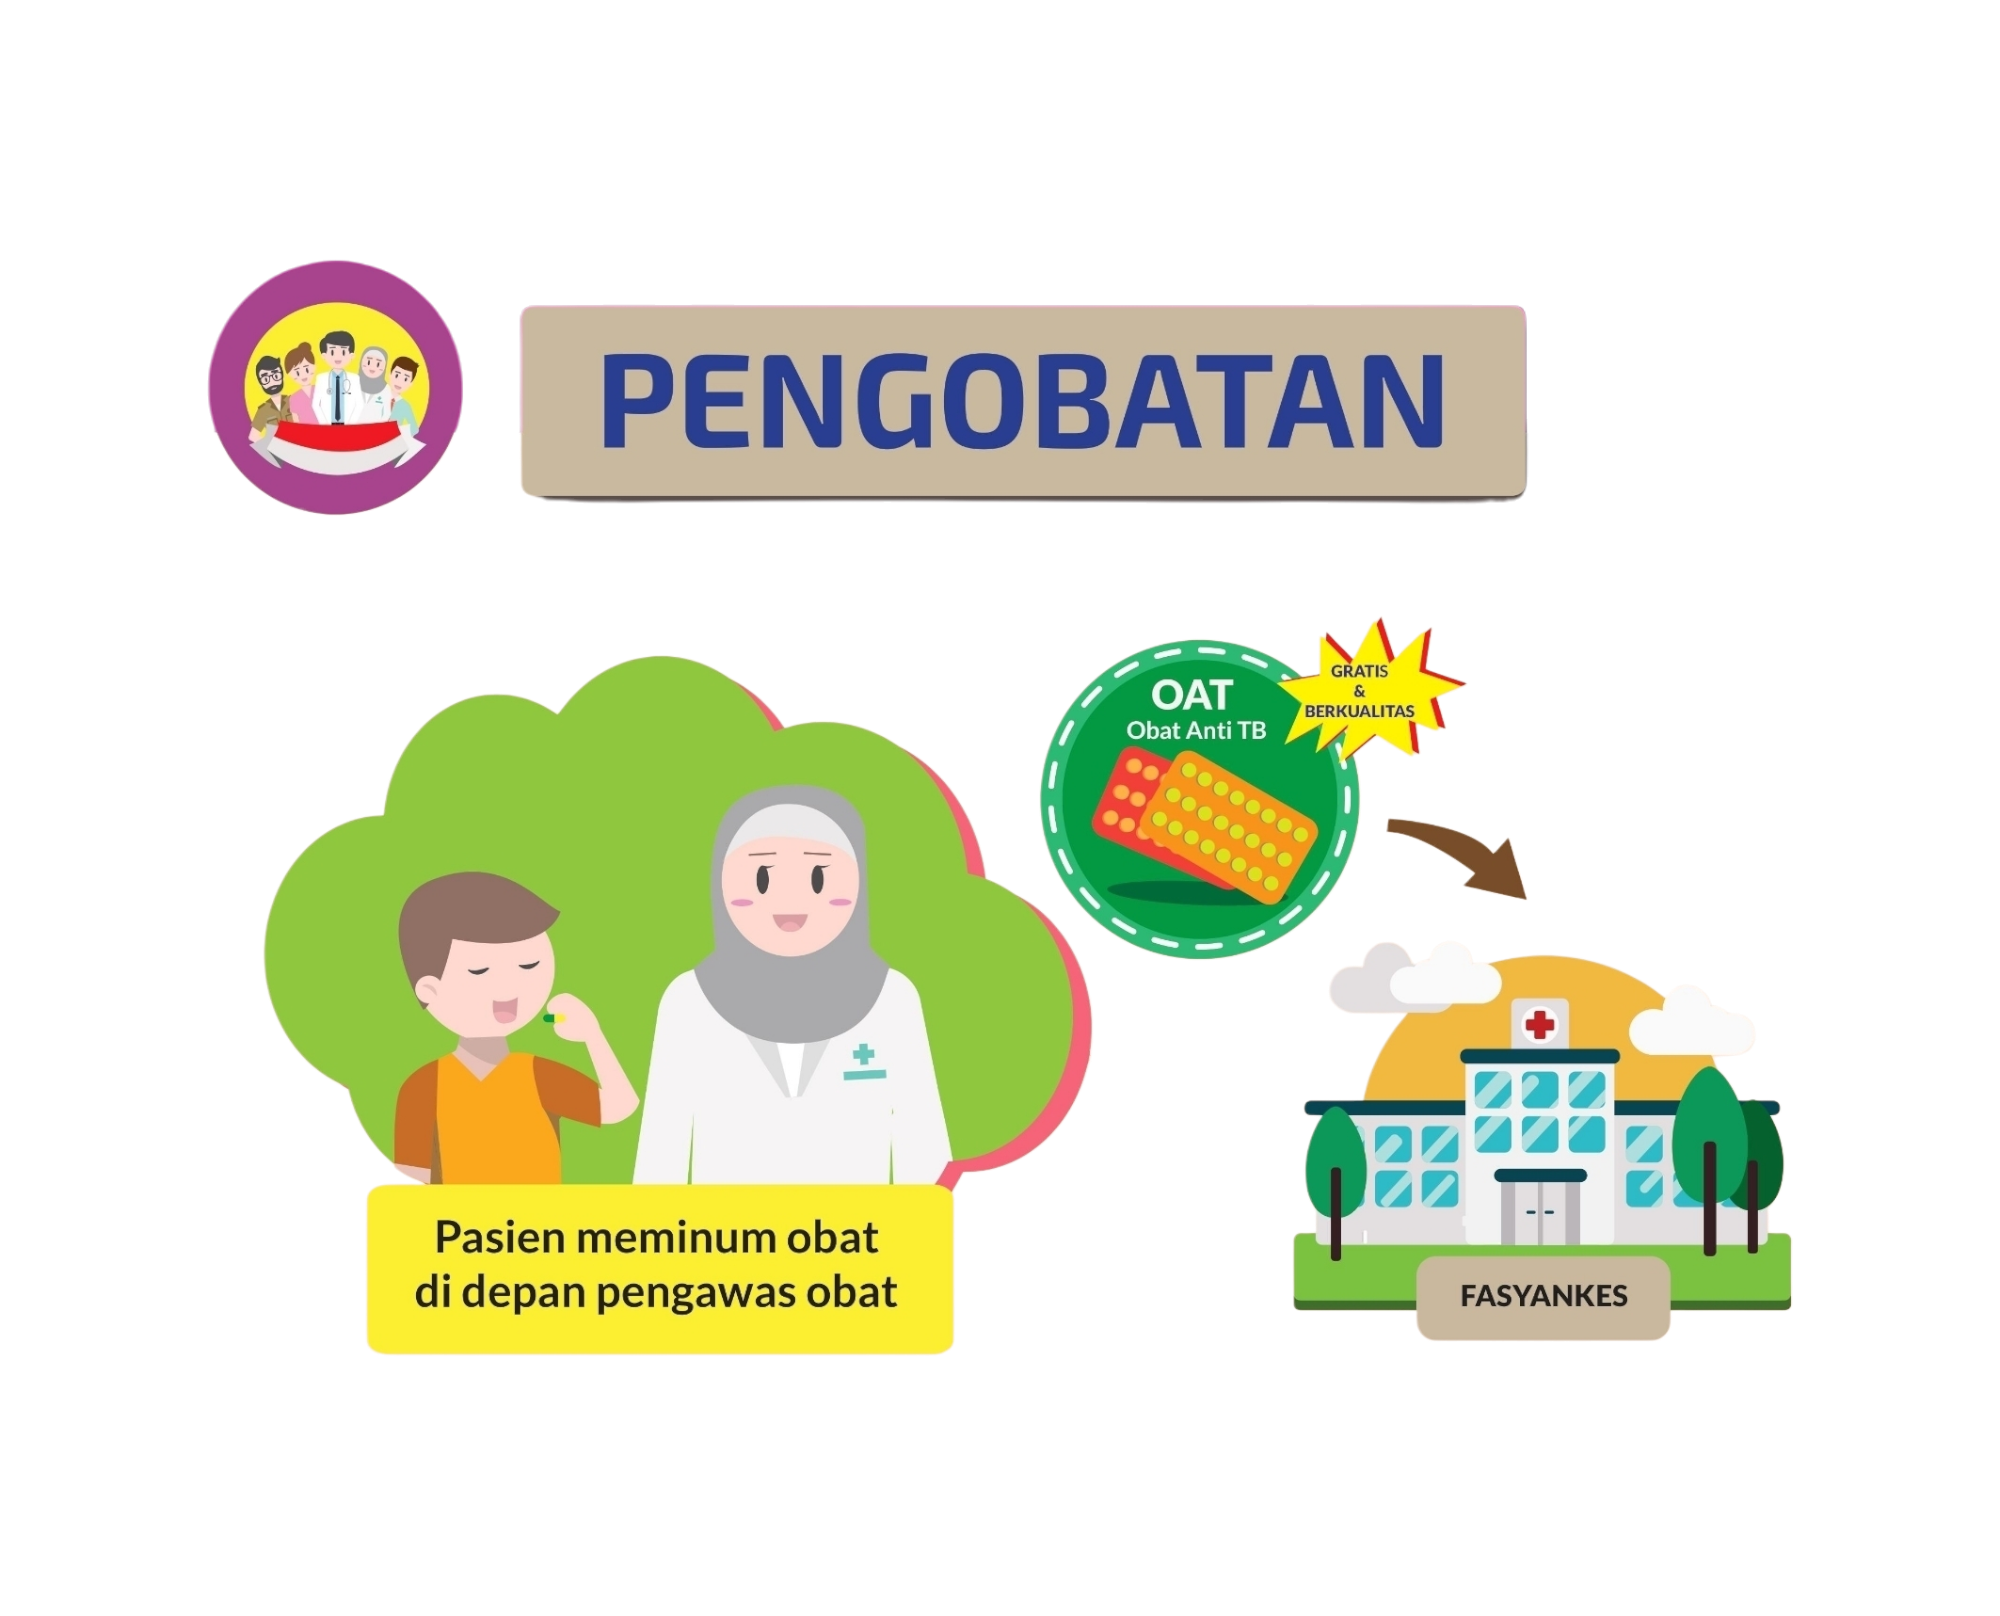 PENGOBATAN
OAT
Obat Anti TB
GRATIS
&
BERKUALITAS
Pasien meminum obat
di depan pengawas obat
FASYANKES